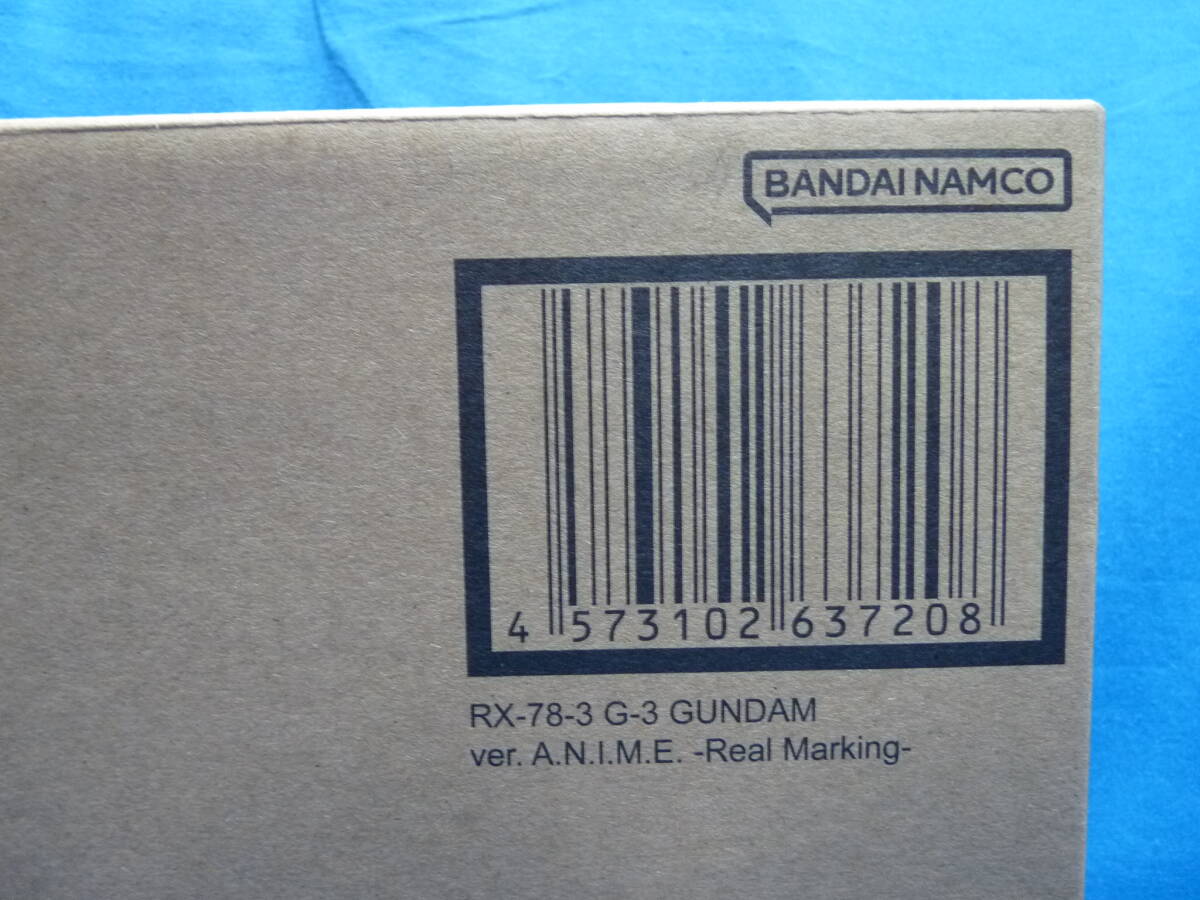 BANDAI NAMCO
4 573102 637208
RX-78-3 G-3 GUNDAM
ver. A.N.I.M.E. -Real Marking-